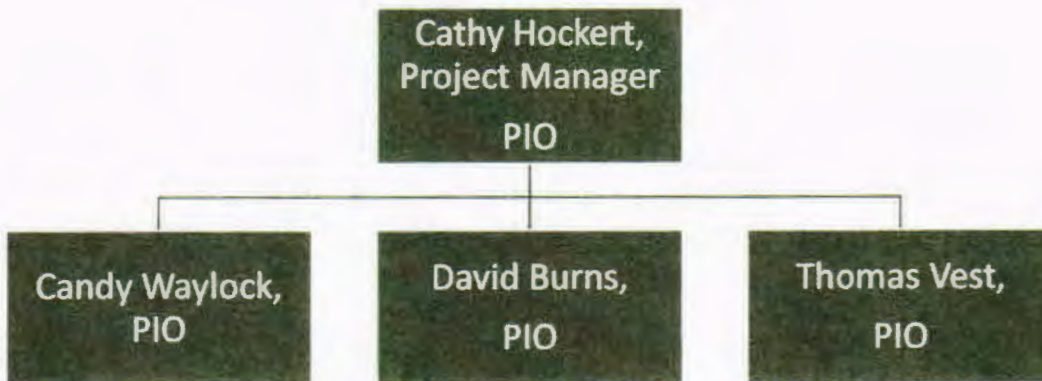 Cathy Hockert,
Project Manager
PIO
Candy Waylock,
PIO
David Burns,
PIO
Thomas Vest,
PIO